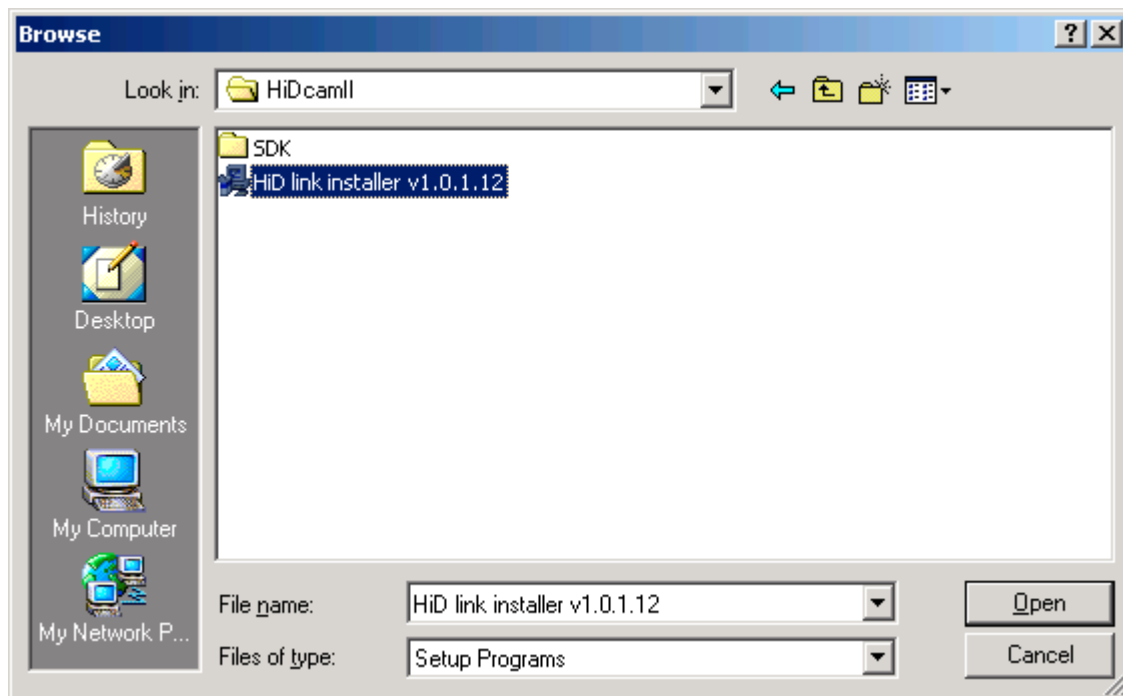 Browse
Look in: HiDcamII
SDK
HiD link installer v1.0.1.12
History
Desktop
My Documents
My Computer
My Network P...
File name: HiD link installer v1.0.1.12 Open
Files of type: Setup Programs Cancel